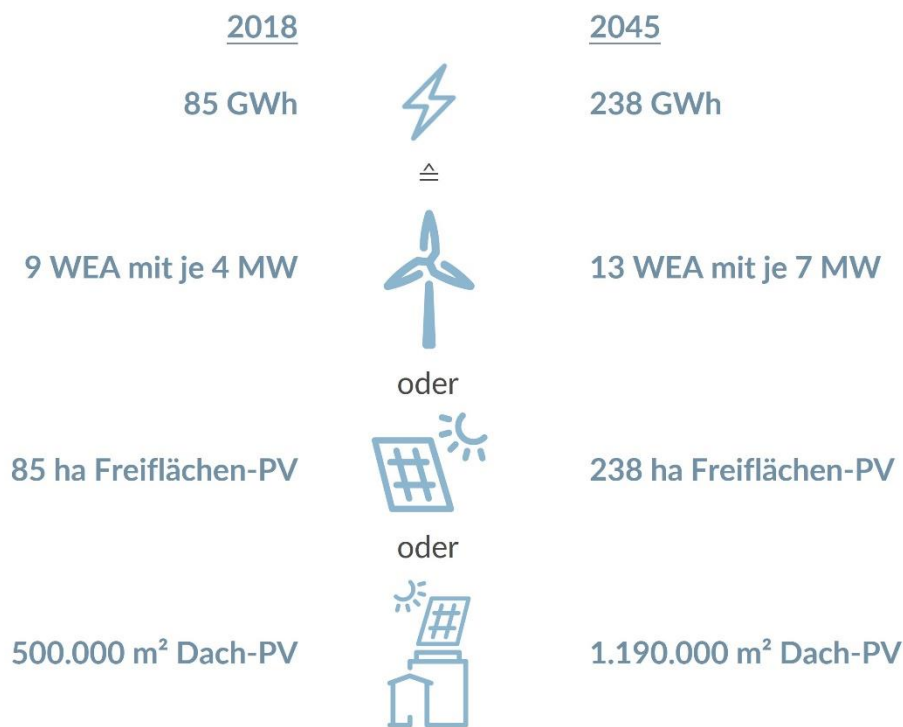 2018 2045
85 GWh 238 GWh
≙
9 WEA mit je 4 MW 13 WEA mit je 7 MW
oder
85 ha Freiflächen-PV 238 ha Freiflächen-PV
oder
500.000 m² Dach-PV 1.190.000 m² Dach-PV